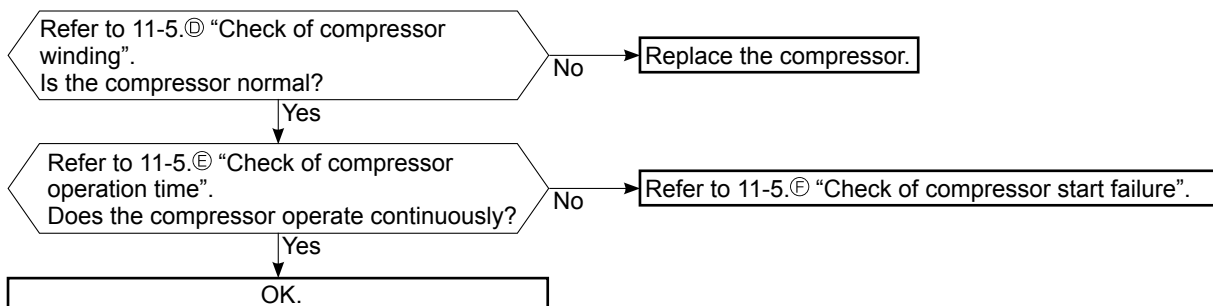 Refer to 11-5.Ⓓ “Check of compressor
winding”.
Is the compressor normal?
No
Replace the compressor.
Yes
Refer to 11-5.Ⓔ “Check of compressor
operation time”.
Does the compressor operate continuously?
No
Refer to 11-5.Ⓕ “Check of compressor start failure”.
Yes
OK.